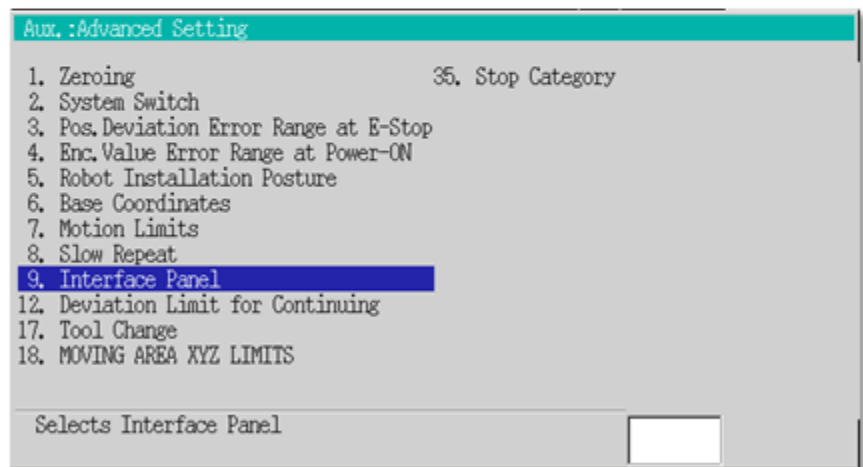 Aux.:Advanced Setting
1. Zeroing
2. System Switch
3. Pos.Deviation Error Range at E-Stop
4. Enc.Value Error Range at Power-ON
5. Robot Installation Posture
6. Base Coordinates
7. Motion Limits
8. Slow Repeat
9. Interface Panel
12. Deviation Limit for Continuing
17. Tool Change
18. MOVING AREA XYZ LIMITS
35. Stop Category
Selects Interface Panel